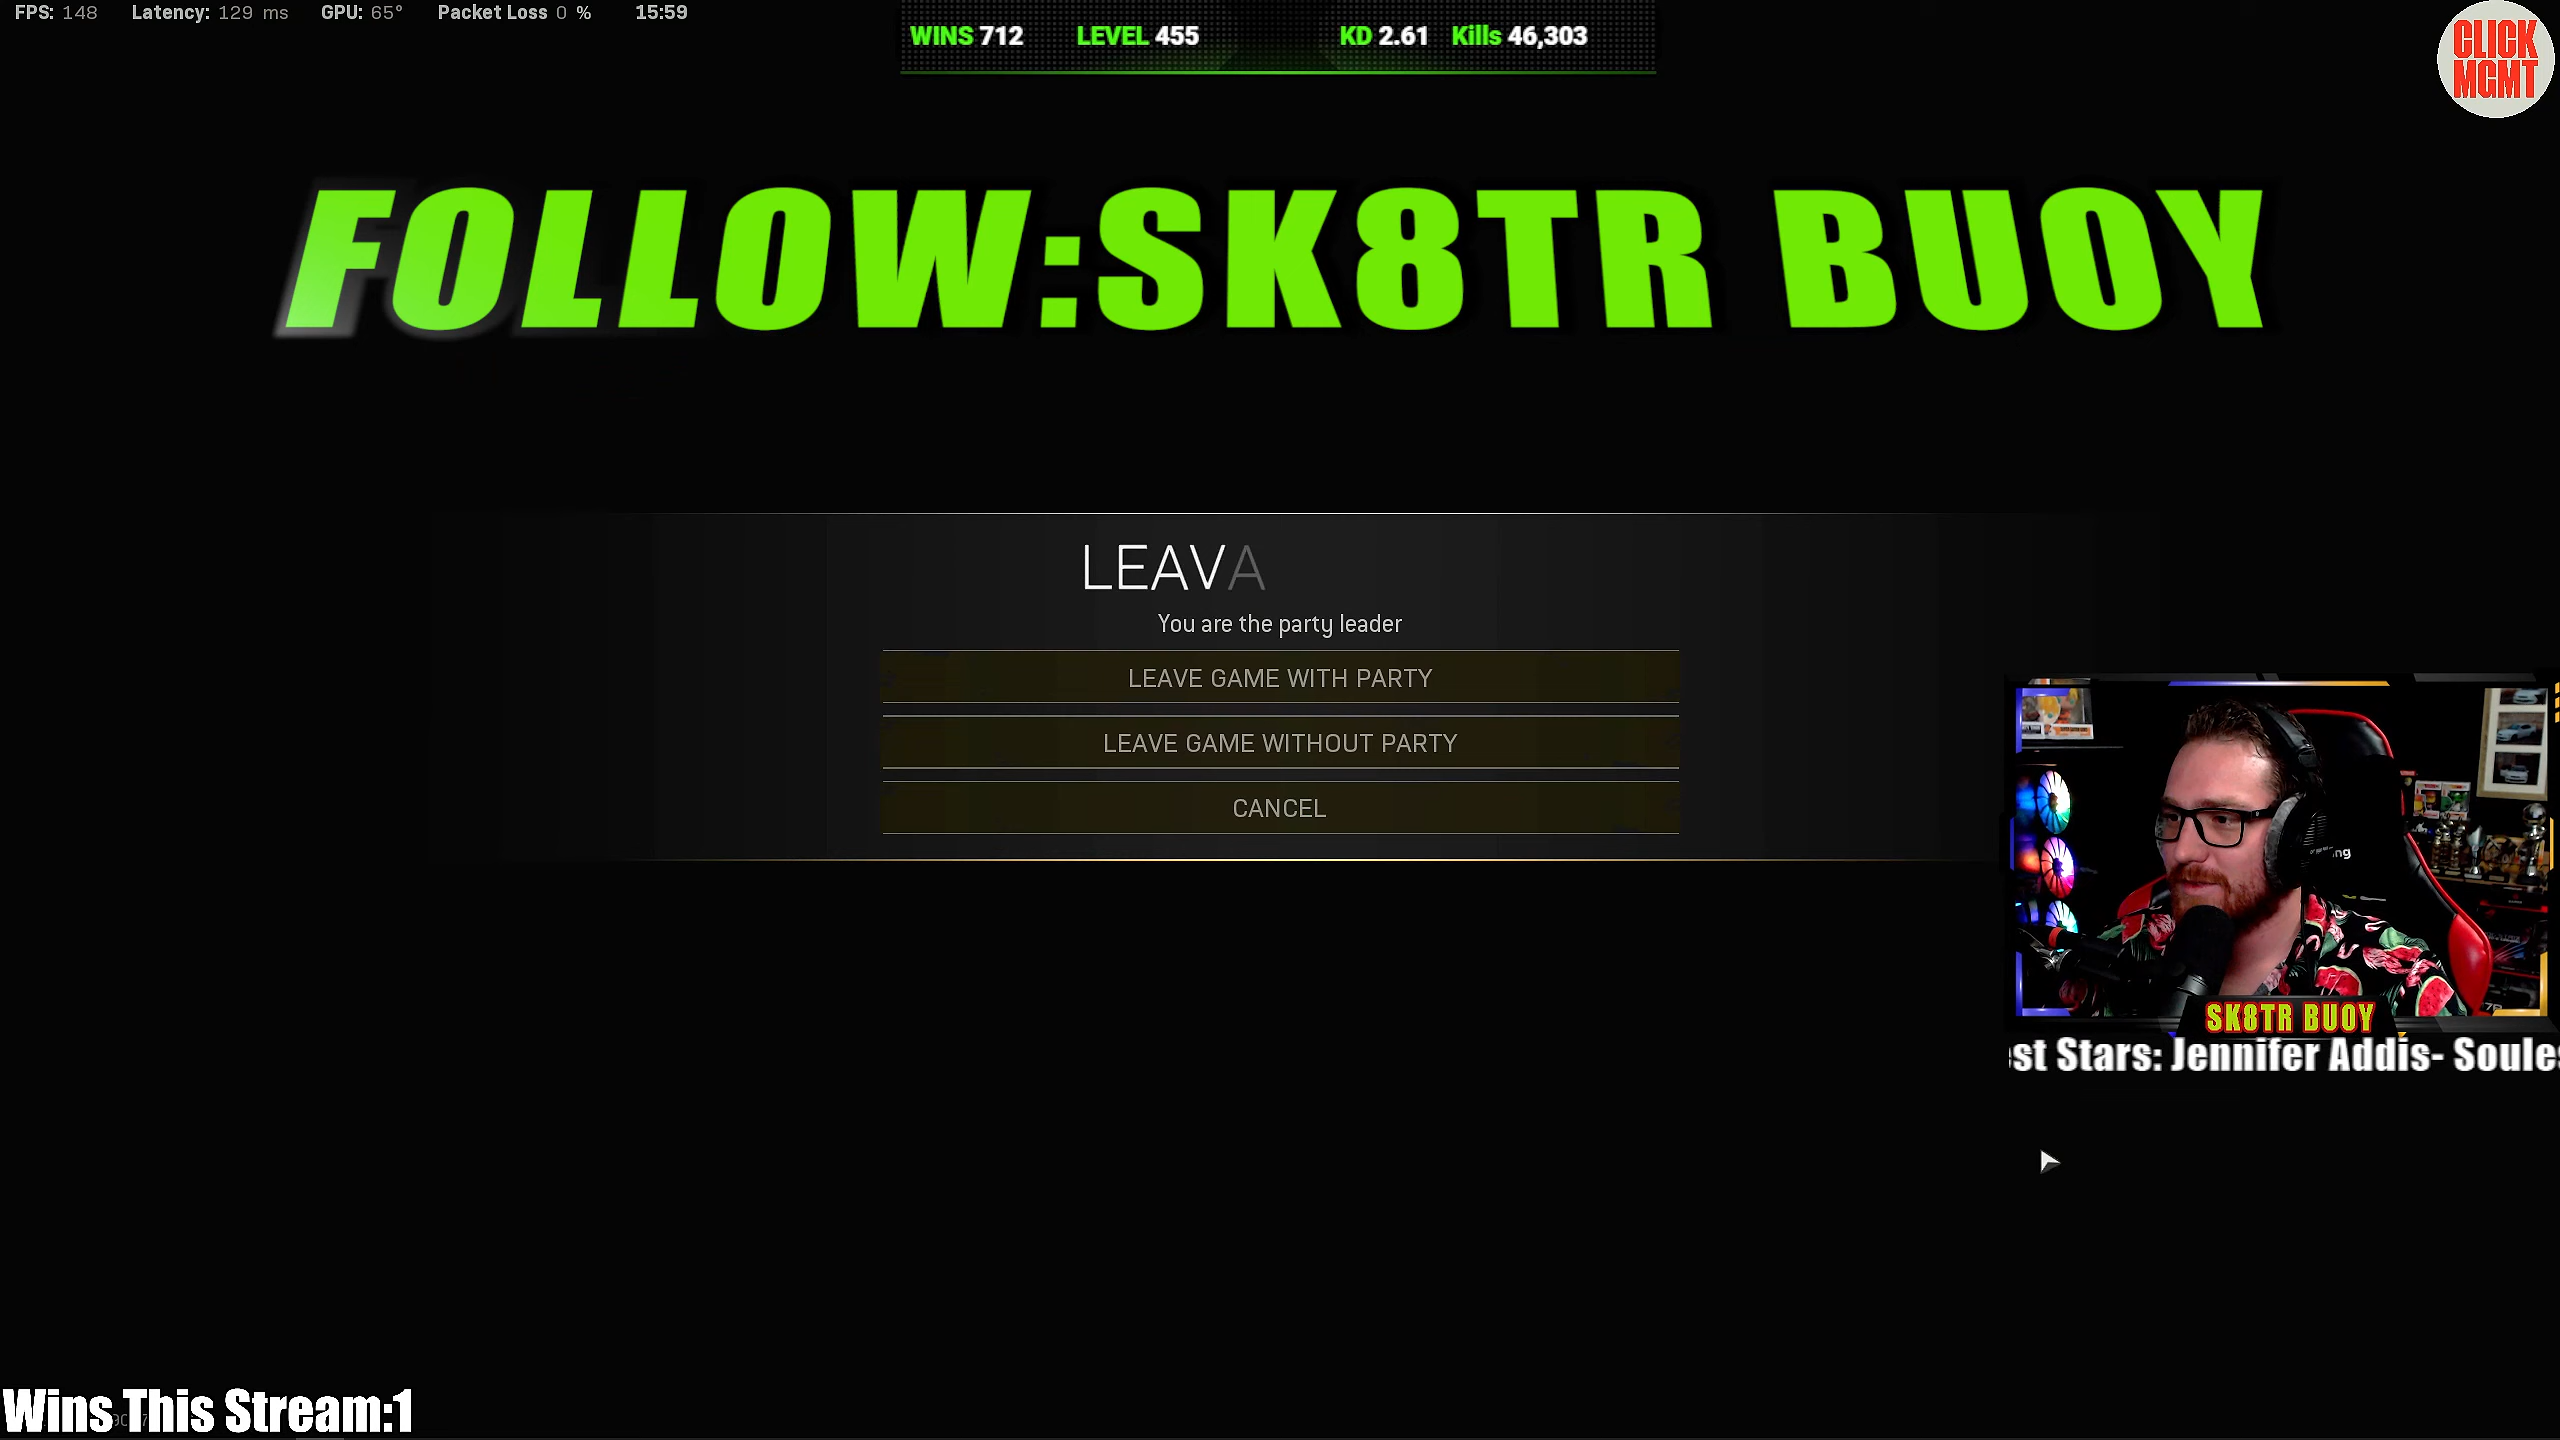 FPS: 148 Latency: 129 ms GPU: 65° Packet Loss 0 % 15:59
WINS 712 LEVEL 455 KD 2.61 Kills 46,303
CLICK
MGMT
FOLLOW:SK8TR BUOY
LEAVA
You are the party leader
LEAVE GAME WITH PARTY
LEAVE GAME WITHOUT PARTY
CANCEL
SK8TR BUOY
st Stars: Jennifer Addis- Soules
Wins This Stream:1